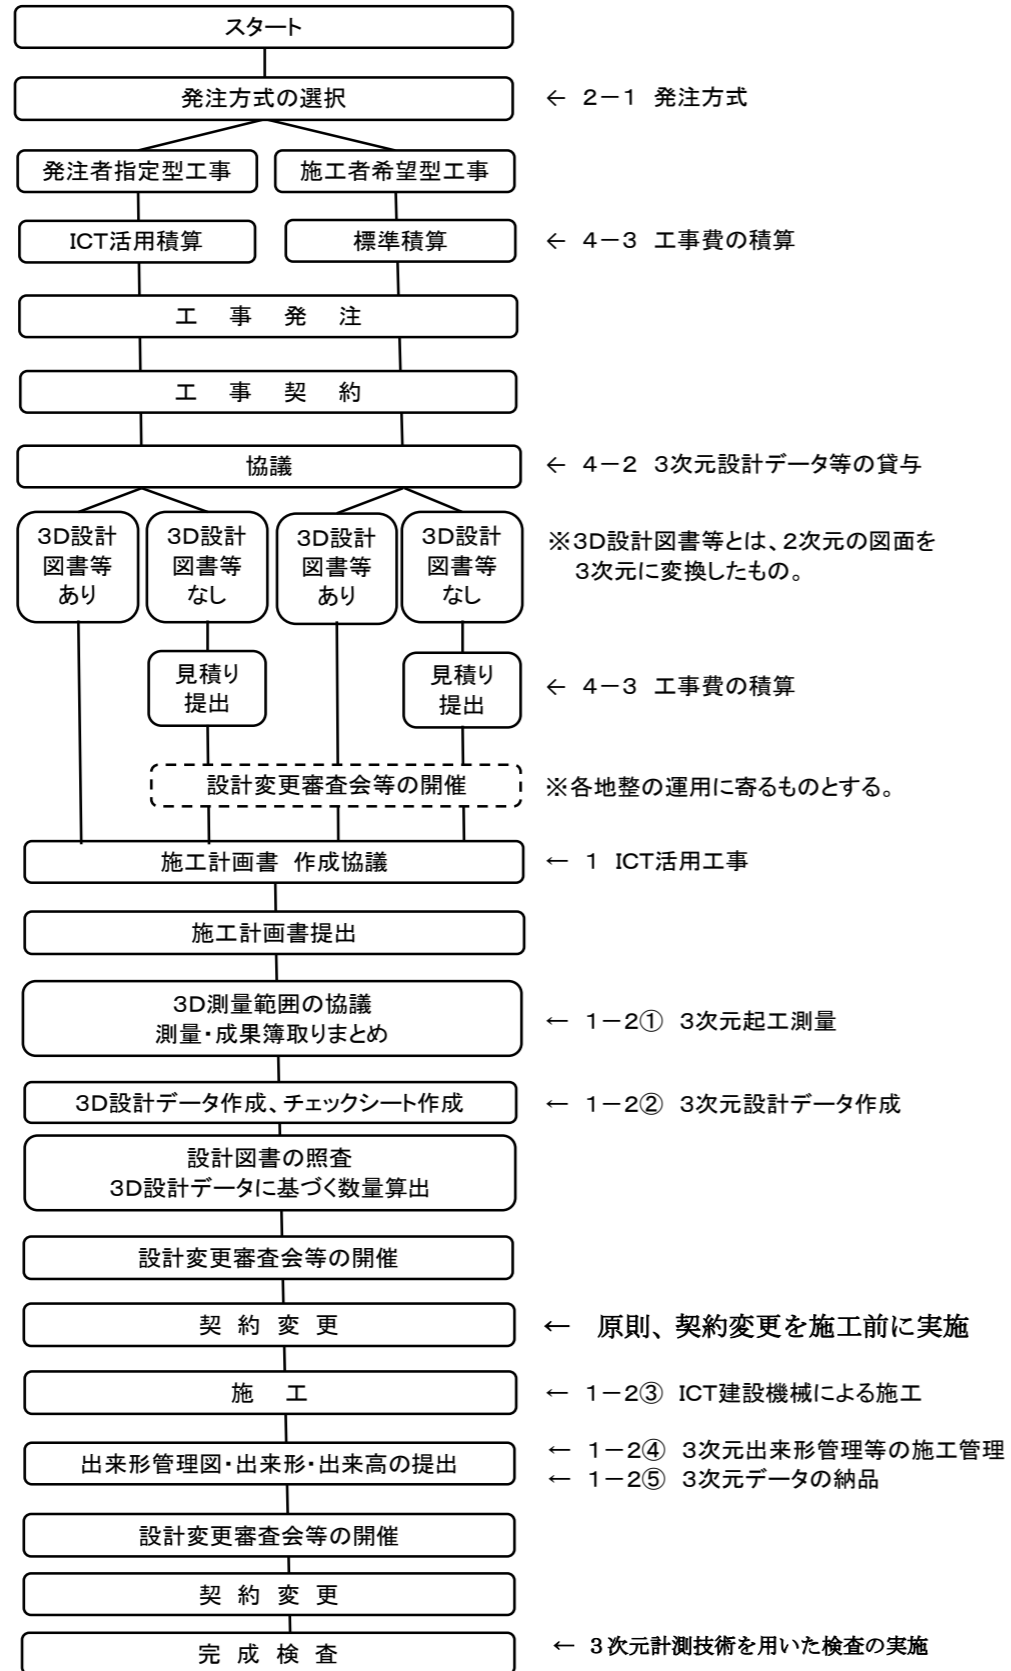 スタート
発注方式の選択
← 2-1 発注方式
発注者指定型工事
施工者希望型工事
ICT活用積算
標準積算
← 4-3 工事費の積算
工 事 発 注
工 事 契 約
協議
← 4-2 3次元設計データ等の貸与
3D設計
図書等
あり
3D設計
図書等
なし
3D設計
図書等
あり
3D設計
図書等
なし
※3D設計図書等とは、2次元の図面を
3次元に変換したもの。
見積り
提出
見積り
提出
← 4-3 工事費の積算
設計変更審査会等の開催
※各地整の運用に寄るものとする。
施工計画書 作成協議
← 1 ICT活用工事
施工計画書提出
3D測量範囲の協議
測量・成果簿取りまとめ
← 1-2① 3次元起工測量
3D設計データ作成、チェックシート作成
← 1-2② 3次元設計データ作成
設計図書の照査
3D設計データに基づく数量算出
設計変更審査会等の開催
契 約 変 更
← 原則、契約変更を施工前に実施
施 工
← 1-2③ ICT建設機械による施工
出来形管理図・出来形・出来高の提出
← 1-2④ 3次元出来形管理等の施工管理
← 1-2⑤ 3次元データの納品
設計変更審査会等の開催
契 約 変 更
完 成 検 査
← 3次元計測技術を用いた検査の実施